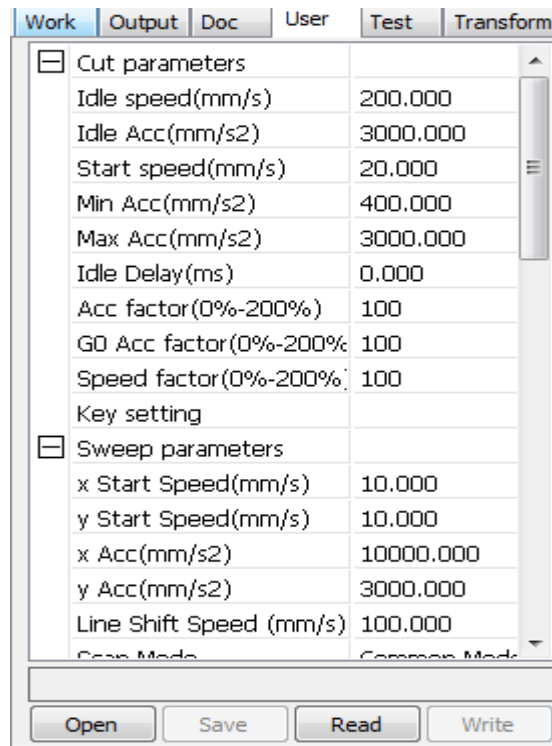 Work Output Doc User Test Transform
Cut parameters
Idle speed(mm/s) 200.000
Idle Acc(mm/s2) 3000.000
Start speed(mm/s) 20.000
Min Acc(mm/s2) 400.000
Max Acc(mm/s2) 3000.000
Idle Delay(ms) 0.000
Acc factor(0%-200%) 100
G0 Acc factor(0%-200% 100
Speed factor(0%-200%) 100
Key setting
Sweep parameters
x Start Speed(mm/s) 10.000
y Start Speed(mm/s) 10.000
x Acc(mm/s2) 10000.000
y Acc(mm/s2) 3000.000
Line Shift Speed (mm/s) 100.000
Scan Mode Common Mode
Open Save Read Write